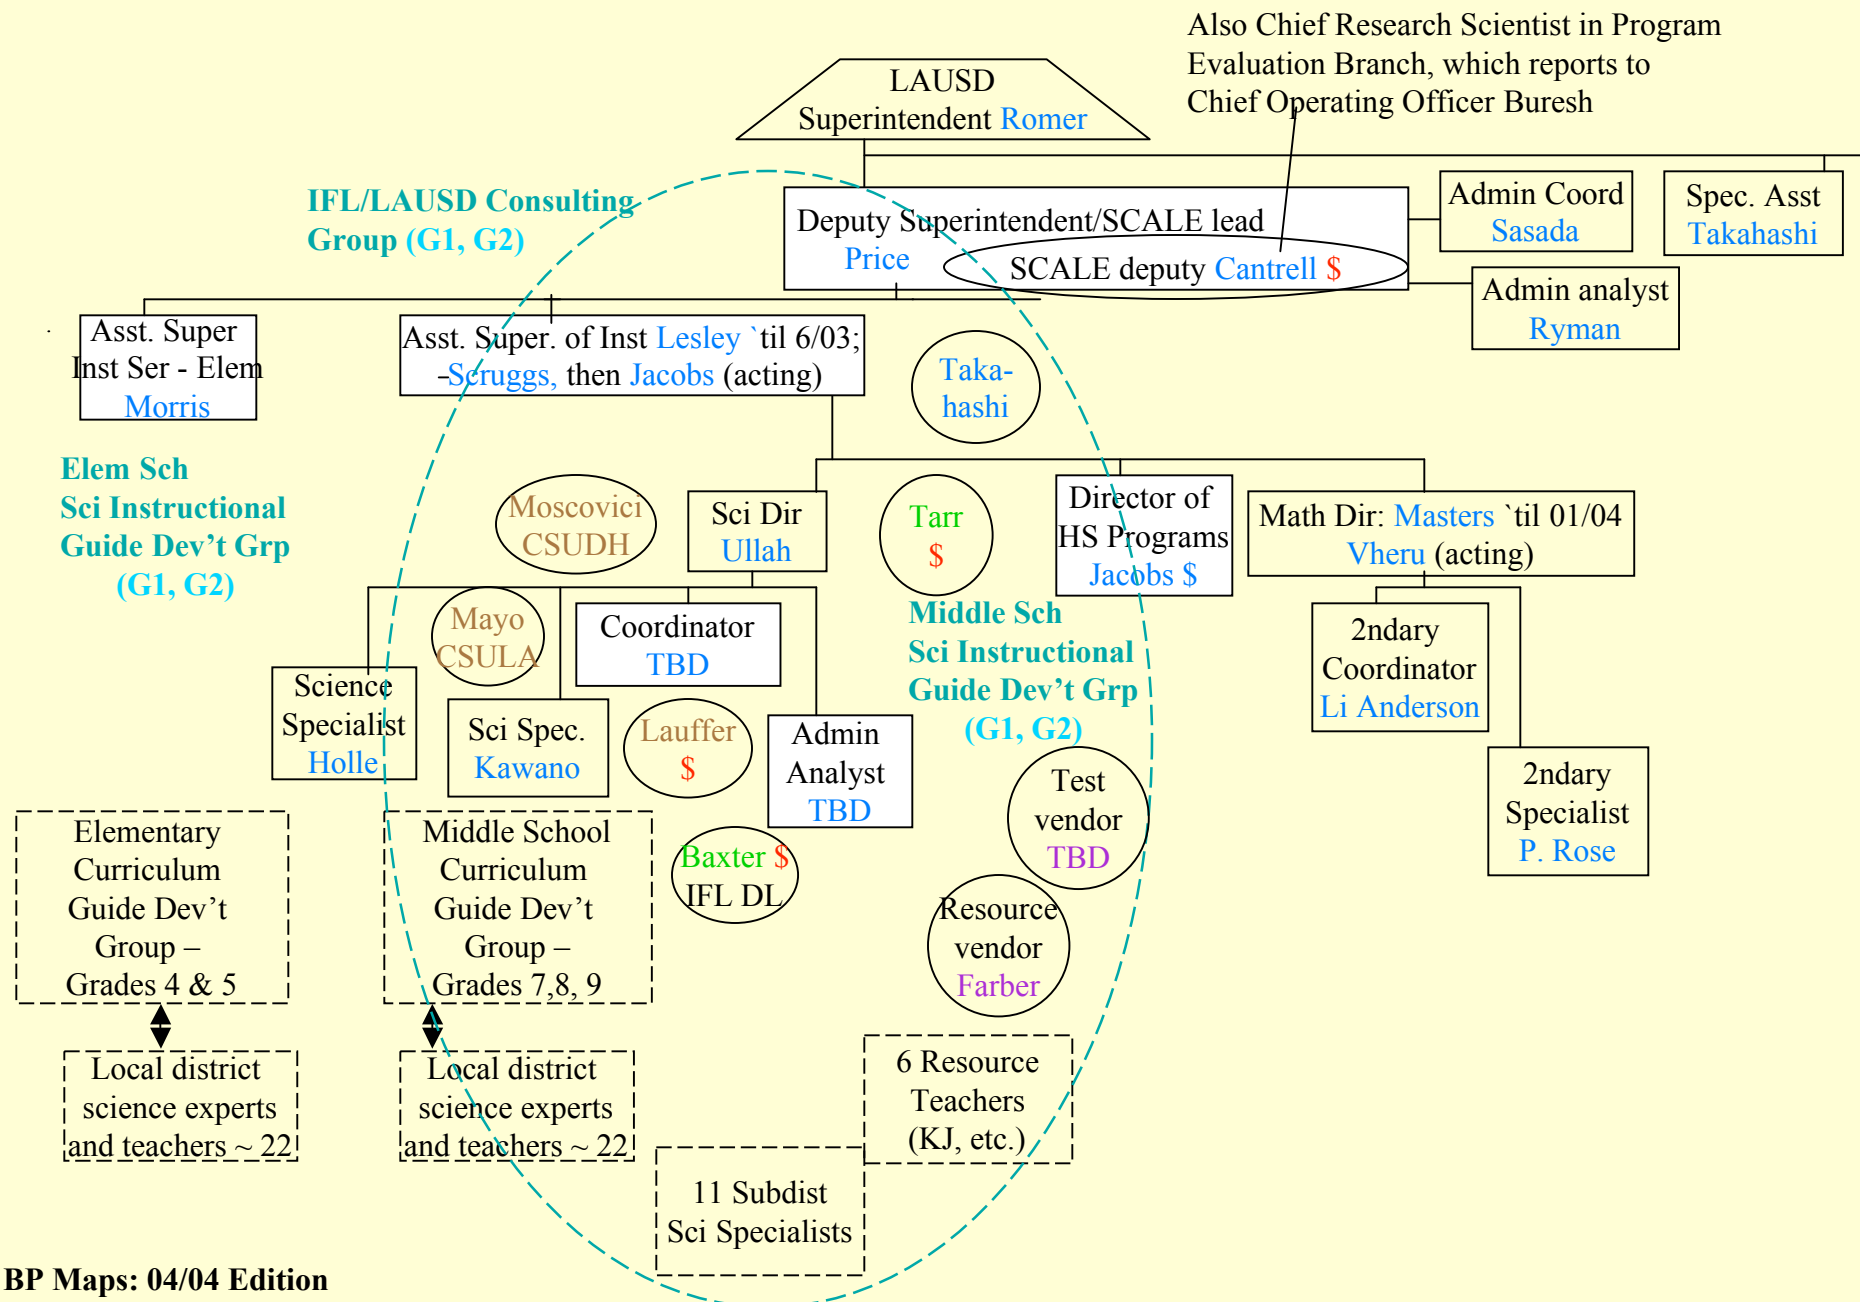 Also Chief Research Scientist in Program
Evaluation Branch, which reports to
Chief Operating Officer Buresh
LAUSD
Superintendent Romer
IFL/LAUSD Consulting
Group (G1, G2)
Deputy Superintendent/SCALE lead
Price
SCALE deputy Cantrell $
Admin Coord
Sasada
Spec. Asst
Takahashi
Admin analyst
Ryman
Asst. Super
Inst Ser - Elem
Morris
Asst. Super. of Inst Lesley `til 6/03;
–Scruggs, then Jacobs (acting)
Taka-
hashi
Elem Sch
Sci Instructional
Guide Dev’t Grp
(G1, G2)
Moscovici
CSUDH
Sci Dir
Ullah
Tarr
$
Director of
HS Programs
Jacobs $
Math Dir: Masters `til 01/04
Vheru (acting)
Mayo
CSULA
Coordinator
TBD
Middle Sch
Sci Instructional
Guide Dev’t Grp
(G1, G2)
2ndary
Coordinator
Li Anderson
Science
Specialist
Holle
Sci Spec.
Kawano
Lauffer
$
Admin
Analyst
TBD
Test
vendor
TBD
2ndary
Specialist
P. Rose
Elementary
Curriculum
Guide Dev’t
Group –
Grades 4 & 5
Middle School
Curriculum
Guide Dev’t
Group –
Grades 7,8, 9
Baxter $
IFL DL
Resource
vendor
Farber
Local district
science experts
and teachers ~ 22
Local district
science experts
and teachers ~ 22
6 Resource
Teachers
(KJ, etc.)
11 Subdist
Sci Specialists
BP Maps: 04/04 Edition